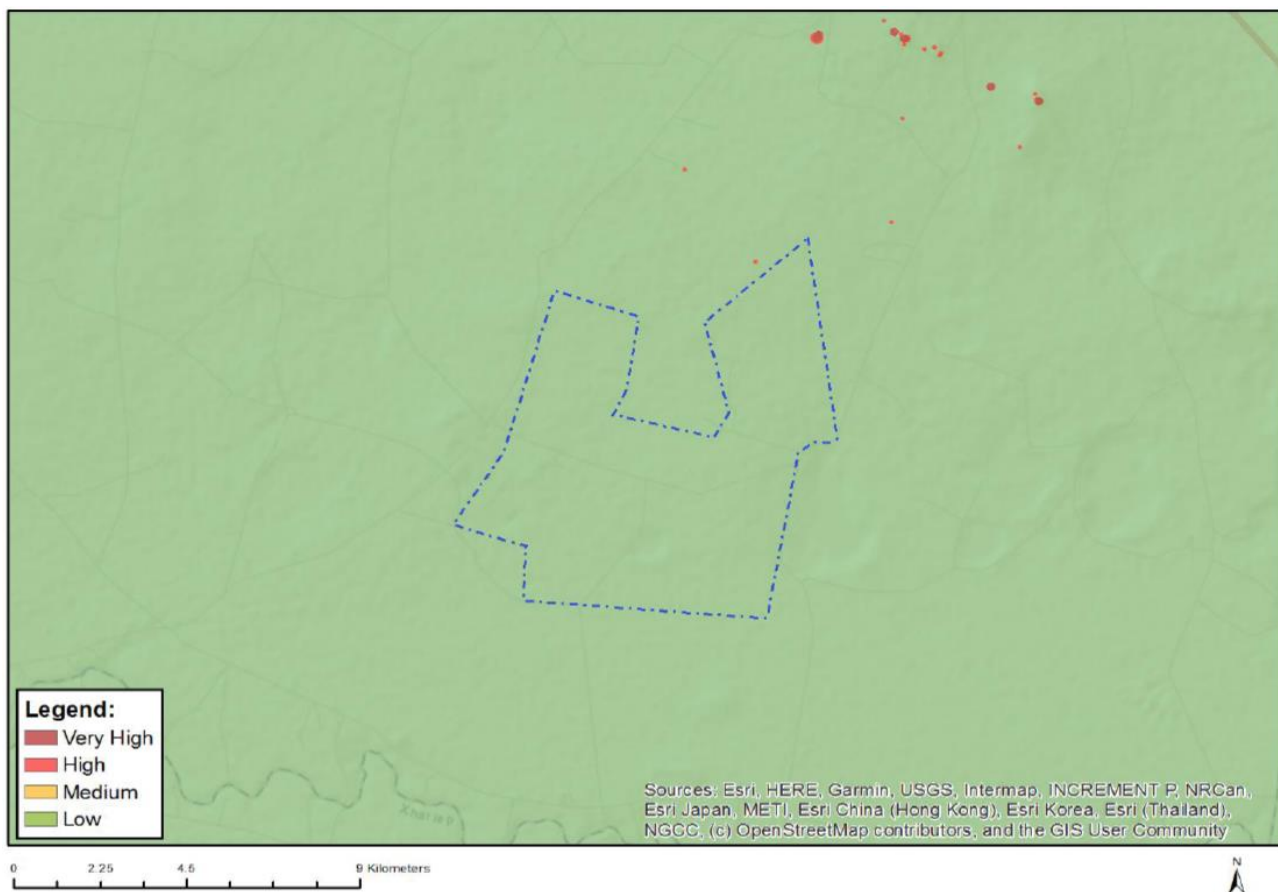 Legend:
Very High
High
Medium
Low
Sources: Esri, HERE, Garmin, USGS, Intermap, INCREMENT P, NRCan,
Esri Japan, METI, Esri China (Hong Kong), Esri Korea, Esri (Thailand),
NGCC, (c) OpenStreetMap contributors, and the GIS User Community
0 2.25 4.5 9 Kilometers
N